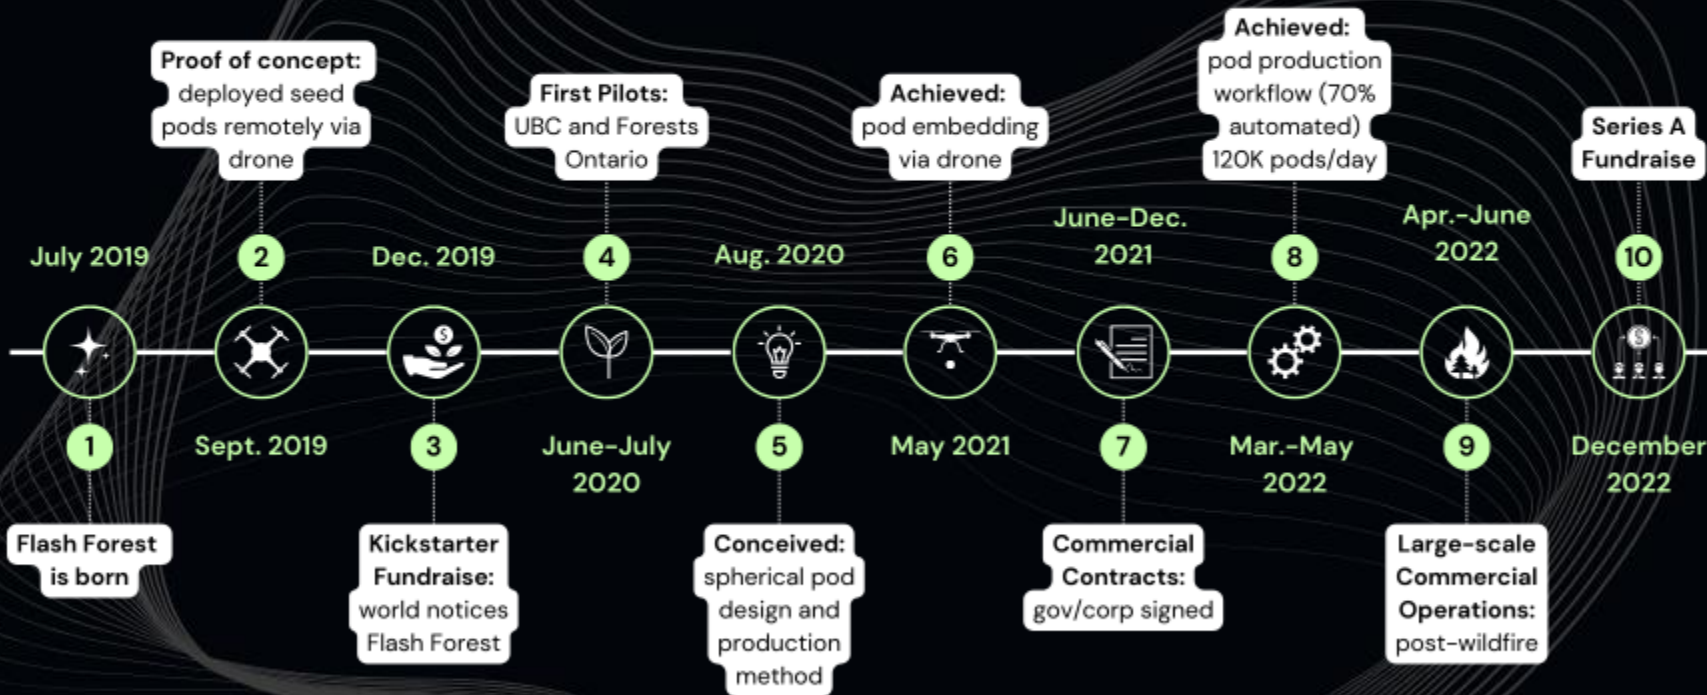 July 2019
1
Flash Forest
is born
Proof of concept:
deployed seed
pods remotely via
drone
2
Sept. 2019
Dec. 2019
3
Kickstarter
Fundraise:
world notices
Flash Forest
First Pilots:
UBC and Forests
Ontario
4
June-July
2020
Aug. 2020
5
Conceived:
spherical pod
design and
production
method
Achieved:
pod embedding
via drone
6
May 2021
June-Dec.
2021
7
Commercial
Contracts:
gov/corp signed
Achieved:
pod production
workflow (70%
automated)
120K pods/day
8
Mar.-May
2022
Apr.-June
2022
9
Large-scale
Commercial
Operations:
post-wildfire
Series A
Fundraise
10
$
December
2022